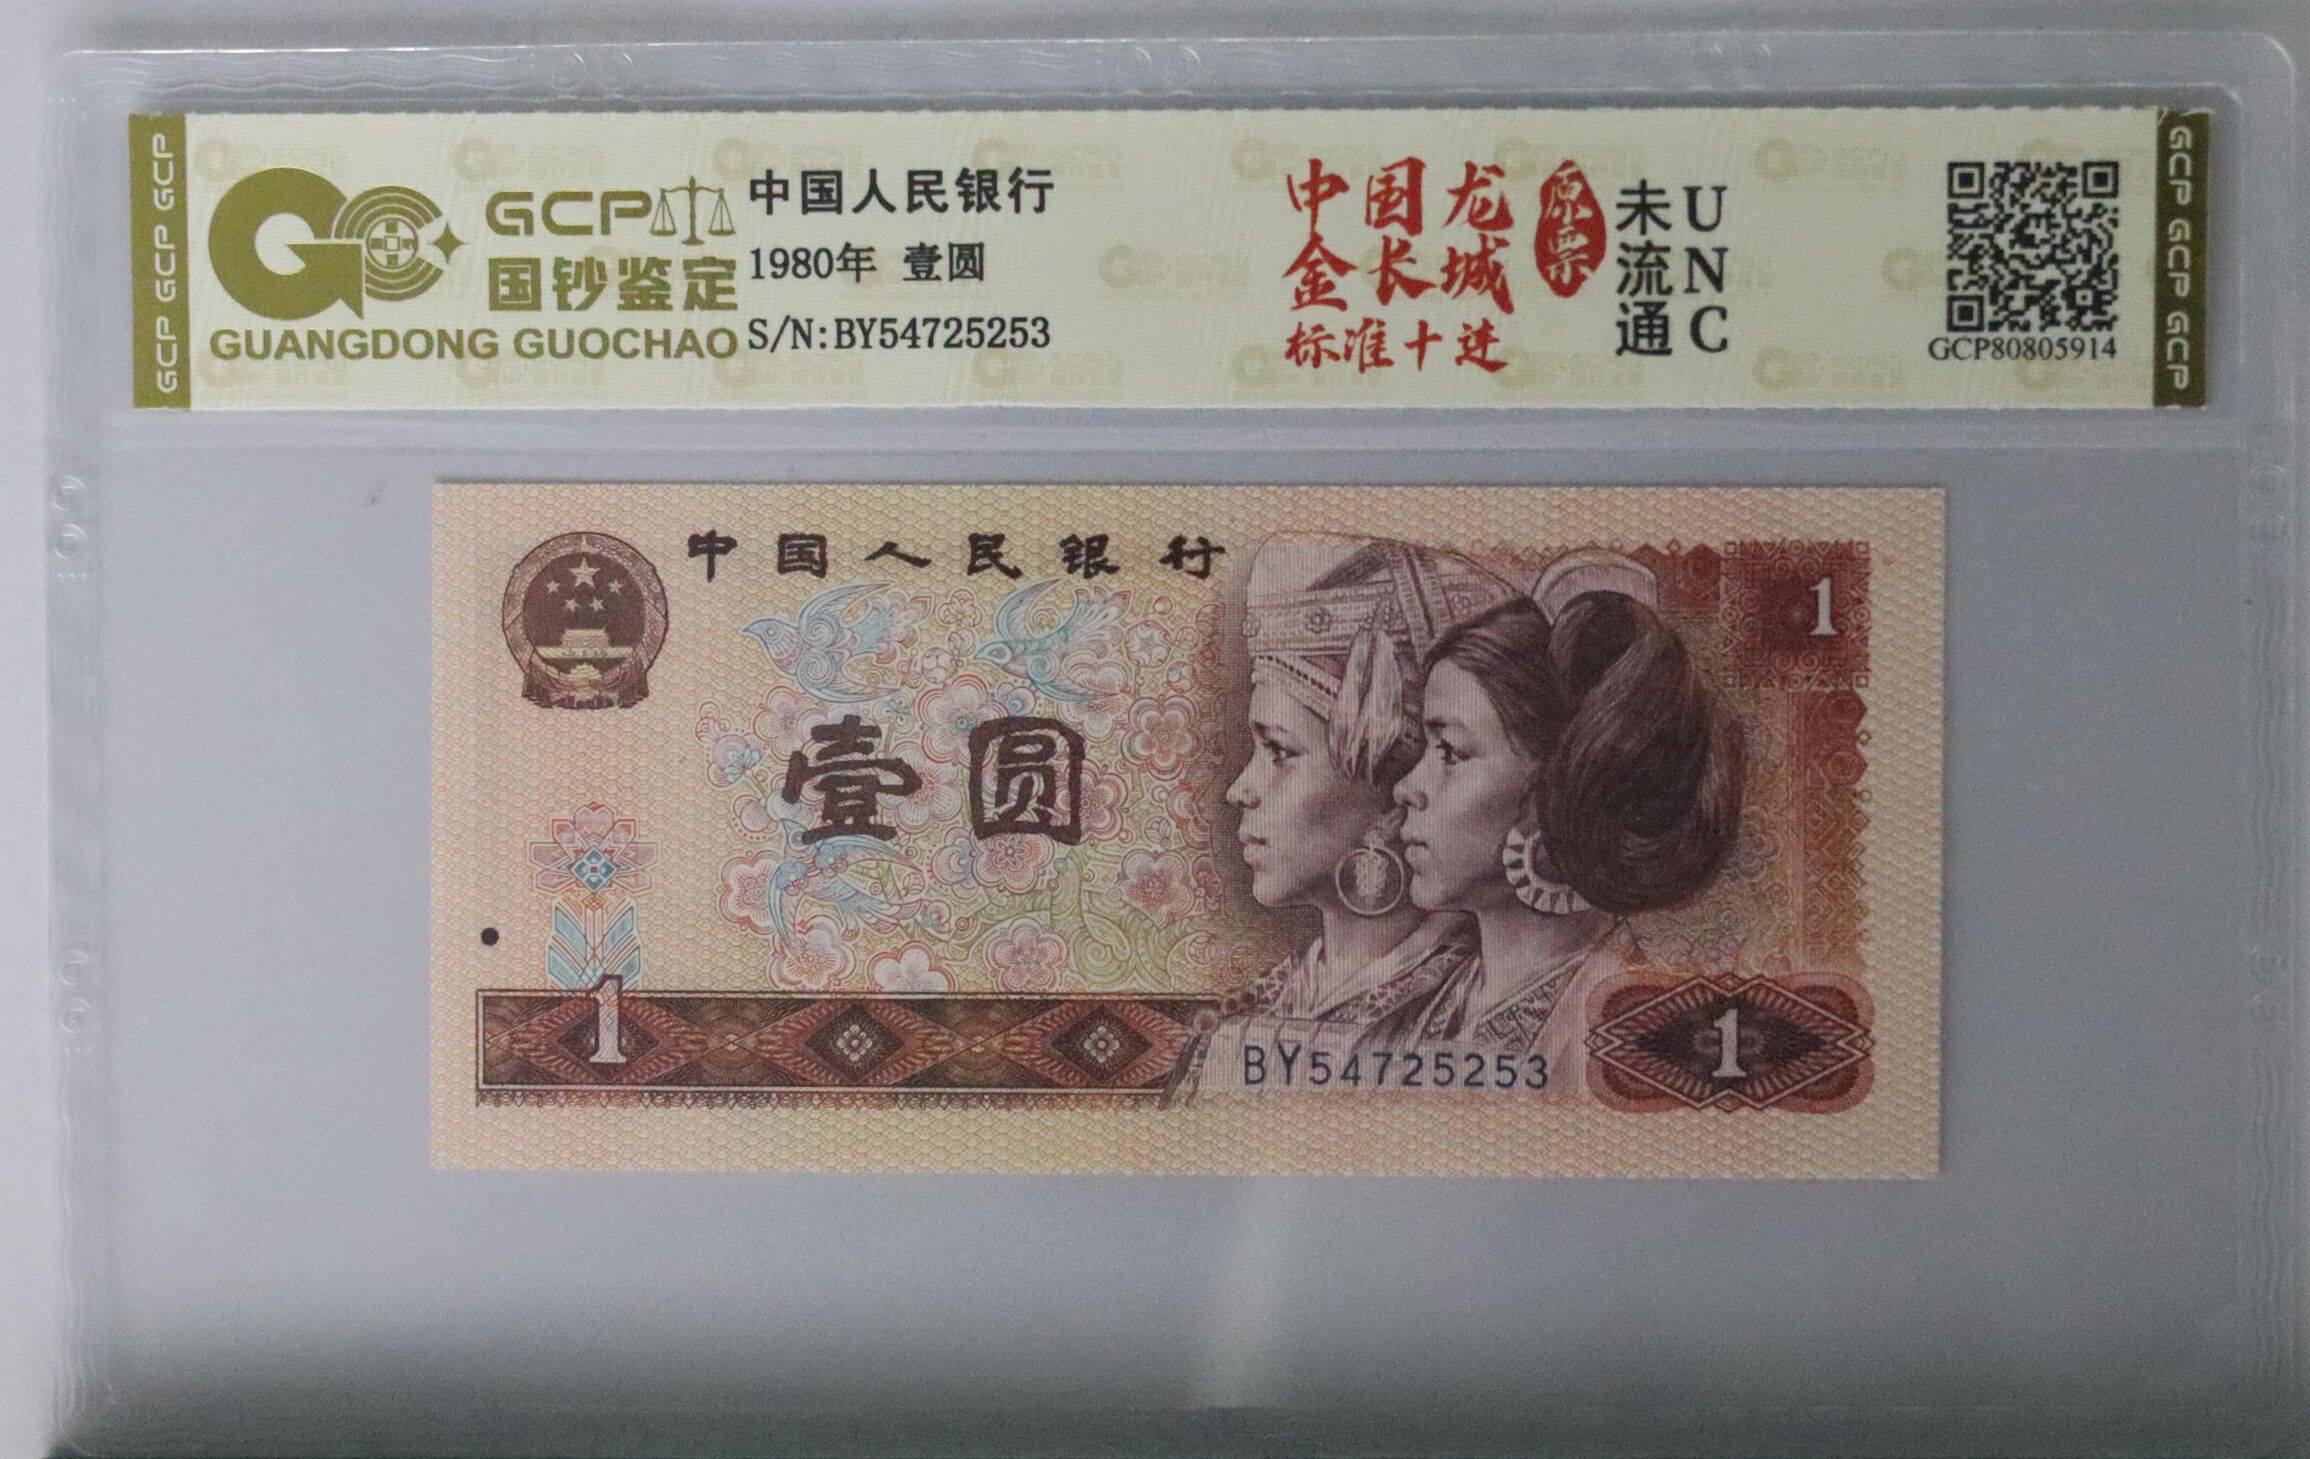 GCP GCP GCP
GCP
国钞鉴定
GUANGDONG GUOCHAO
中国人民银行
1980年 壹圆
S/N:BY54725253
中国龙
金长城
标准十进
原票
未流通
UNC
GCP80805914
GCP GCP GCP
中国人民银行
1
壹圆
1
1
BY54725253